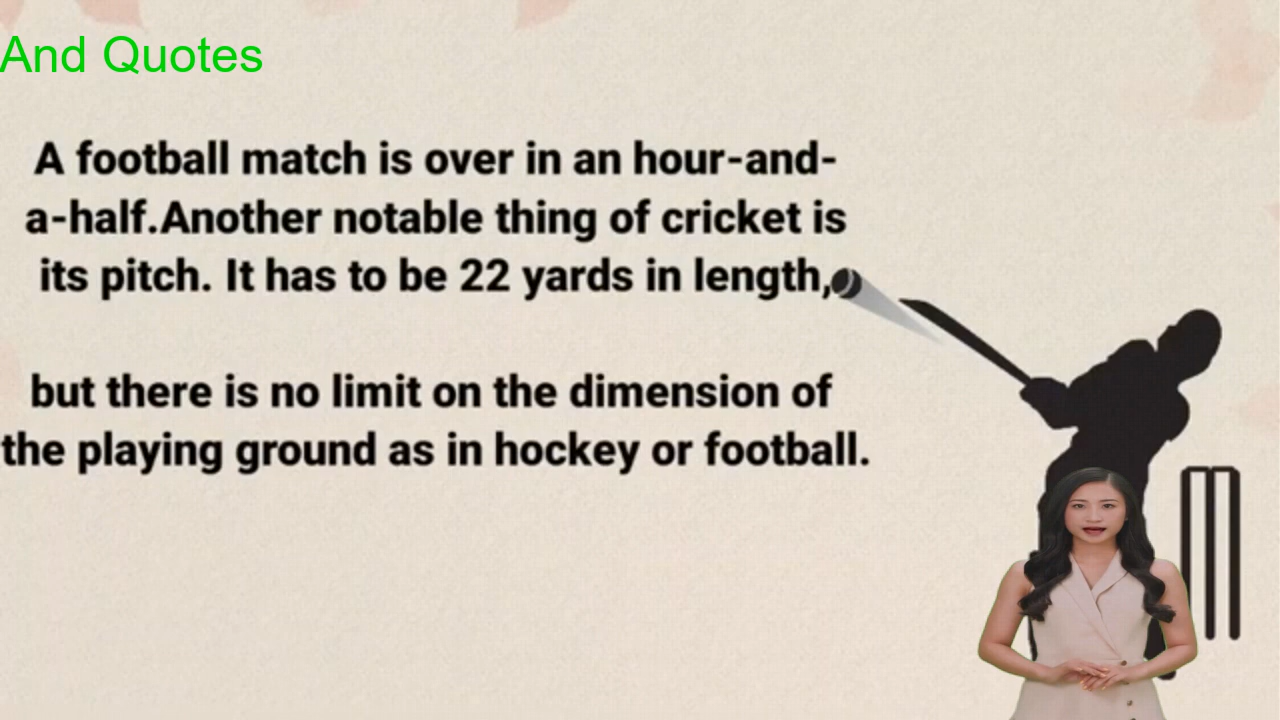 And Quotes
A football match is over in an hour-and-
a-half.Another notable thing of cricket is
its pitch. It has to be 22 yards in length,
but there is no limit on the dimension of
the playing ground as in hockey or football.